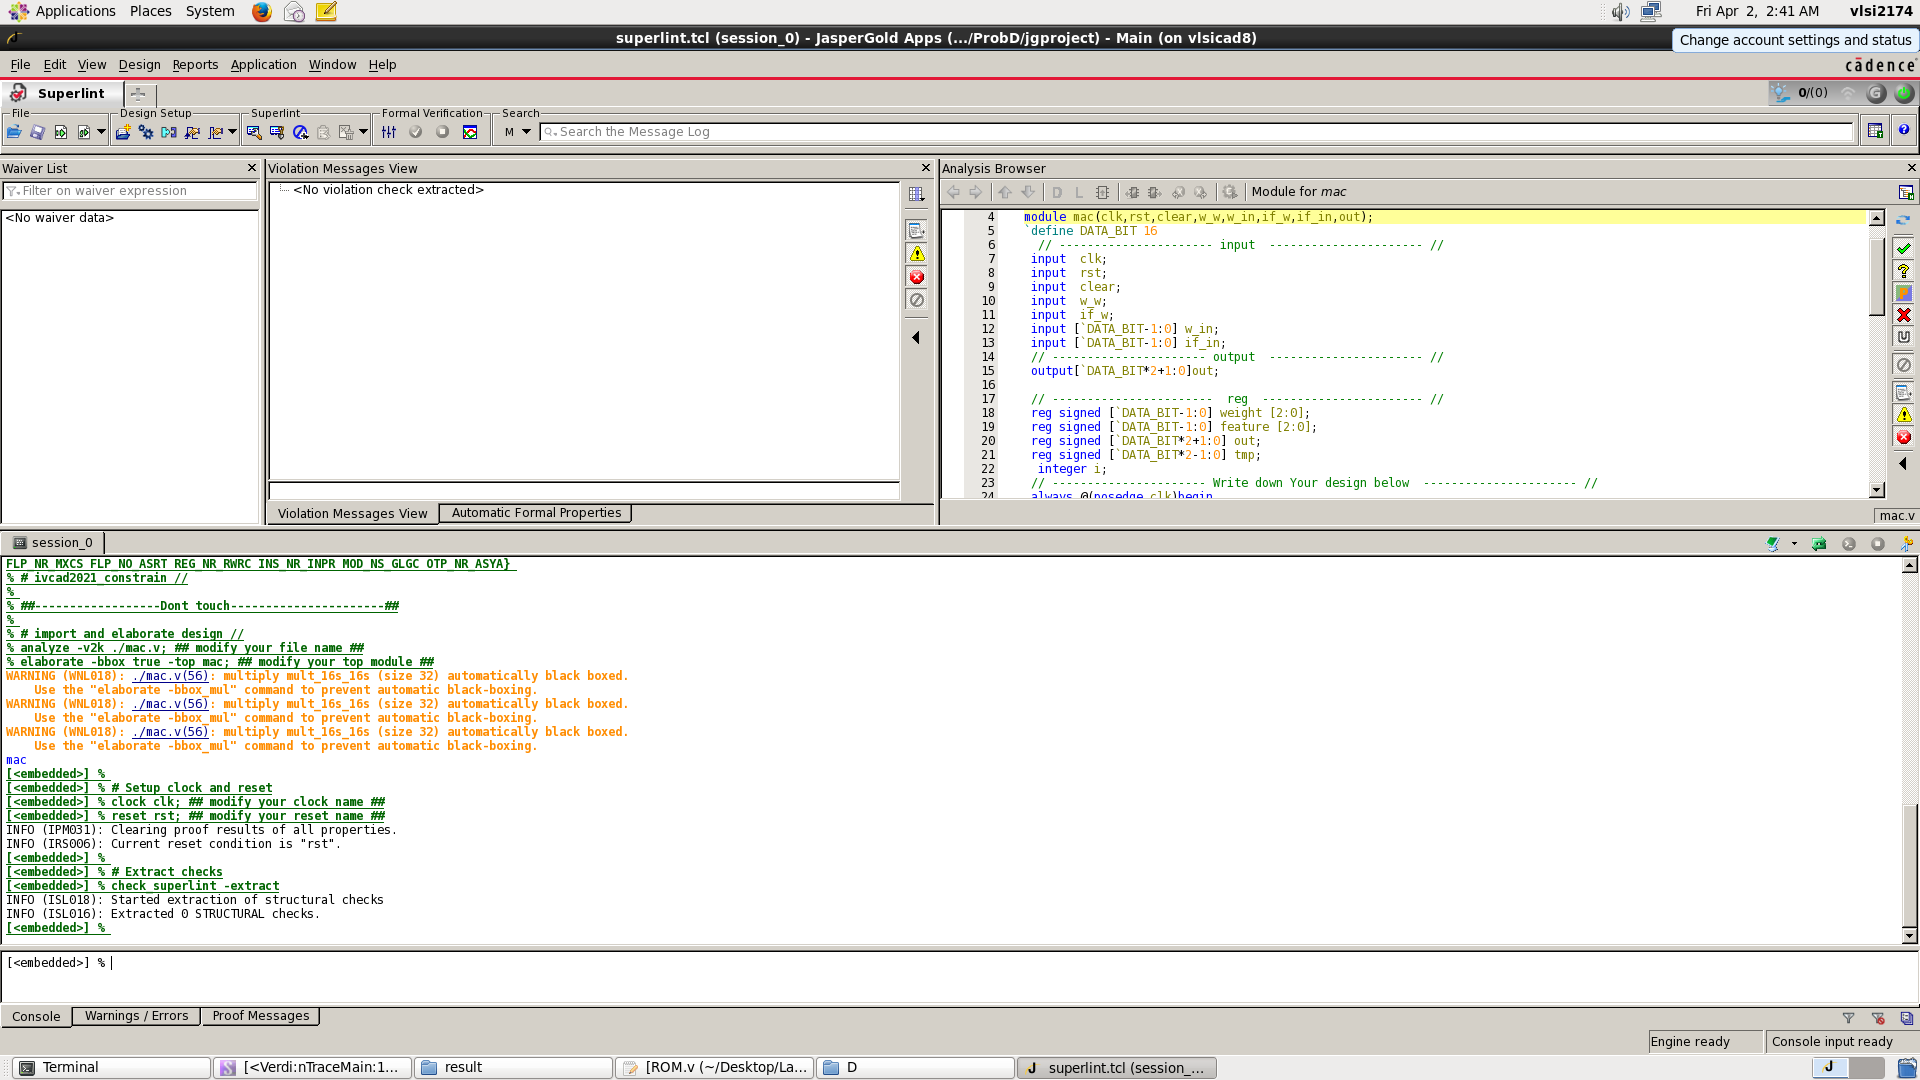 Applications Places System
Fri Apr 2, 2:41 AM vlsi2174
superlint.tcl (session_0) - JasperGold Apps (.../ProbD/jgproject) - Main (on vlsicad8)
Change account settings and status
File Edit View Design Reports Application Window Help
cādence
Superlint
0/(0)
File Design Setup Superlint Formal Verification Search
M Search the Message Log
Waiver List
Filter on waiver expression
<No waiver data>
Violation Messages View
<No violation check extracted>
Violation Messages View Automatic Formal Properties
Analysis Browser
Module for mac
4 module mac(clk,rst,clear,w_w,w_in,if_w,if_in,out);
5 `define DATA_BIT 16
6 // ---------------------- input ---------------------- //
7 input clk;
8 input rst;
9 input clear;
10 input w_w;
11 input if_w;
12 input [`DATA_BIT-1:0] w_in;
13 input [`DATA_BIT-1:0] if_in;
14 // ---------------------- output ---------------------- //
15 output[`DATA_BIT*2+1:0]out;
16
17 // ----------------------- reg ----------------------- //
18 reg signed [`DATA_BIT-1:0] weight [2:0];
19 reg signed [`DATA_BIT-1:0] feature [2:0];
20 reg signed [`DATA_BIT*2+1:0] out;
21 reg signed [`DATA_BIT*2-1:0] tmp;
22 integer i;
23 // ---------------------- Write down Your design below ---------------------- //
24 always @(posedge clk)begin
mac.v
session_0
FLP_NR_MXCS FLP_NO_ASRT REG_NR_RWRC INS_NR_INPR MOD_NS_GLGC OTP_NR_ASYA}
% # ivcad2021_constrain //
%
% ##------------------Dont touch----------------------##
%
% # import and elaborate design //
% analyze -v2k ./mac.v; ## modify your file name ##
% elaborate -bbox true -top mac; ## modify your top module ##
WARNING (WNL018): ./mac.v(56): multiply mult_16s_16s (size 32) automatically black boxed.
Use the "elaborate -bbox_mul" command to prevent automatic black-boxing.
WARNING (WNL018): ./mac.v(56): multiply mult_16s_16s (size 32) automatically black boxed.
Use the "elaborate -bbox_mul" command to prevent automatic black-boxing.
WARNING (WNL018): ./mac.v(56): multiply mult_16s_16s (size 32) automatically black boxed.
Use the "elaborate -bbox_mul" command to prevent automatic black-boxing.
mac
[<embedded>] %
[<embedded>] % # Setup clock and reset
[<embedded>] % clock clk; ## modify your clock name ##
[<embedded>] % reset rst; ## modify your reset name ##
INFO (IPM031): Clearing proof results of all properties.
INFO (IRS006): Current reset condition is "rst".
[<embedded>] %
[<embedded>] % # Extract checks
[<embedded>] % check_superlint -extract
INFO (ISL018): Started extraction of structural checks
INFO (ISL016): Extracted 0 STRUCTURAL checks.
[<embedded>] %
[<embedded>] %
Console Warnings / Errors Proof Messages
Engine ready Console input ready
Terminal [<Verdi:nTraceMain:1... result [ROM.v (~/Desktop/La... D superlint.tcl (session_...